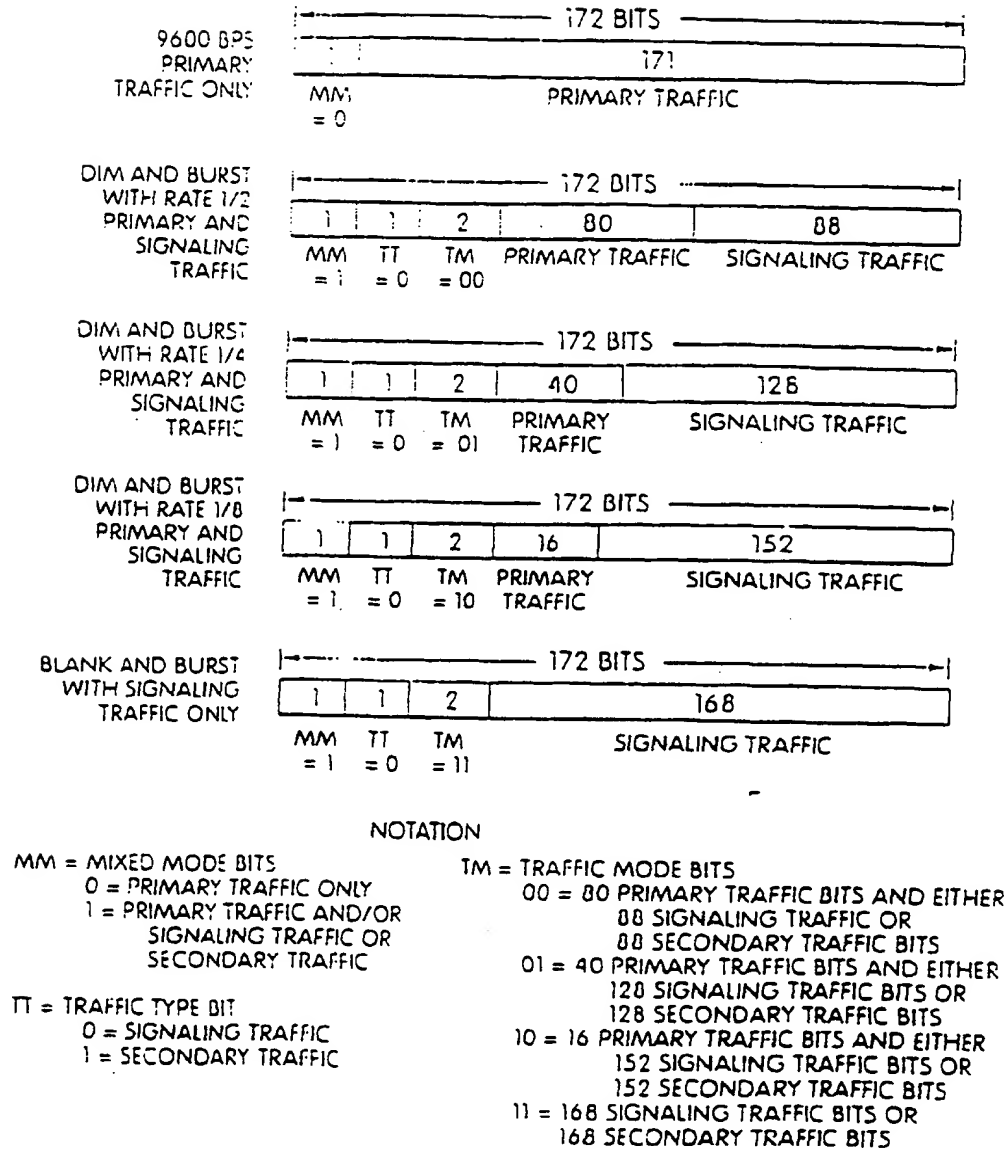 172 BITS
9600 BPS
PRIMARY
TRAFFIC ONLY
1 171
MM
= 0
PRIMARY TRAFFIC
DIM AND BURST
WITH RATE 1/2
PRIMARY AND
SIGNALING
TRAFFIC
172 BITS
1 1 2 80 88
MM TT TM PRIMARY TRAFFIC SIGNALING TRAFFIC
= 1 = 0 = 00
DIM AND BURST
WITH RATE 1/4
PRIMARY AND
SIGNALING
TRAFFIC
172 BITS
1 1 2 40 128
MM TT TM PRIMARY SIGNALING TRAFFIC
= 1 = 0 = 01 TRAFFIC
DIM AND BURST
WITH RATE 1/8
PRIMARY AND
SIGNALING
TRAFFIC
172 BITS
1 1 2 16 152
MM TT TM PRIMARY SIGNALING TRAFFIC
= 1 = 0 = 10 TRAFFIC
BLANK AND BURST
WITH SIGNALING
TRAFFIC ONLY
172 BITS
1 1 2 168
MM TT TM SIGNALING TRAFFIC
= 1 = 0 = 11
NOTATION
MM = MIXED MODE BITS
0 = PRIMARY TRAFFIC ONLY
1 = PRIMARY TRAFFIC AND/OR
SIGNALING TRAFFIC OR
SECONDARY TRAFFIC
TT = TRAFFIC TYPE BIT
0 = SIGNALING TRAFFIC
1 = SECONDARY TRAFFIC
TM = TRAFFIC MODE BITS
00 = 80 PRIMARY TRAFFIC BITS AND EITHER
88 SIGNALING TRAFFIC OR
88 SECONDARY TRAFFIC BITS
01 = 40 PRIMARY TRAFFIC BITS AND EITHER
128 SIGNALING TRAFFIC BITS OR
128 SECONDARY TRAFFIC BITS
10 = 16 PRIMARY TRAFFIC BITS AND EITHER
152 SIGNALING TRAFFIC BITS OR
152 SECONDARY TRAFFIC BITS
11 = 168 SIGNALING TRAFFIC BITS OR
168 SECONDARY TRAFFIC BITS